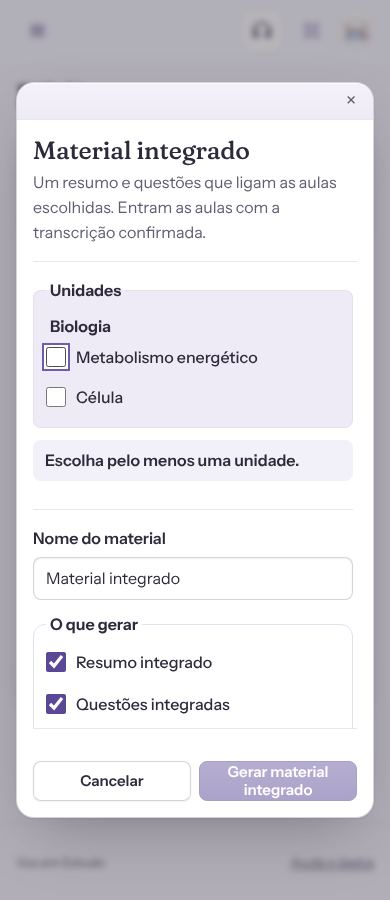 ×
Material integrado
Um resumo e questões que ligam as aulas
escolhidas. Entram as aulas com a
transcrição confirmada.
Unidades
Biologia
Metabolismo energético
Célula
Escolha pelo menos uma unidade.
Nome do material
Material integrado
O que gerar
Resumo integrado
Questões integradas
Cancelar
Gerar material
integrado